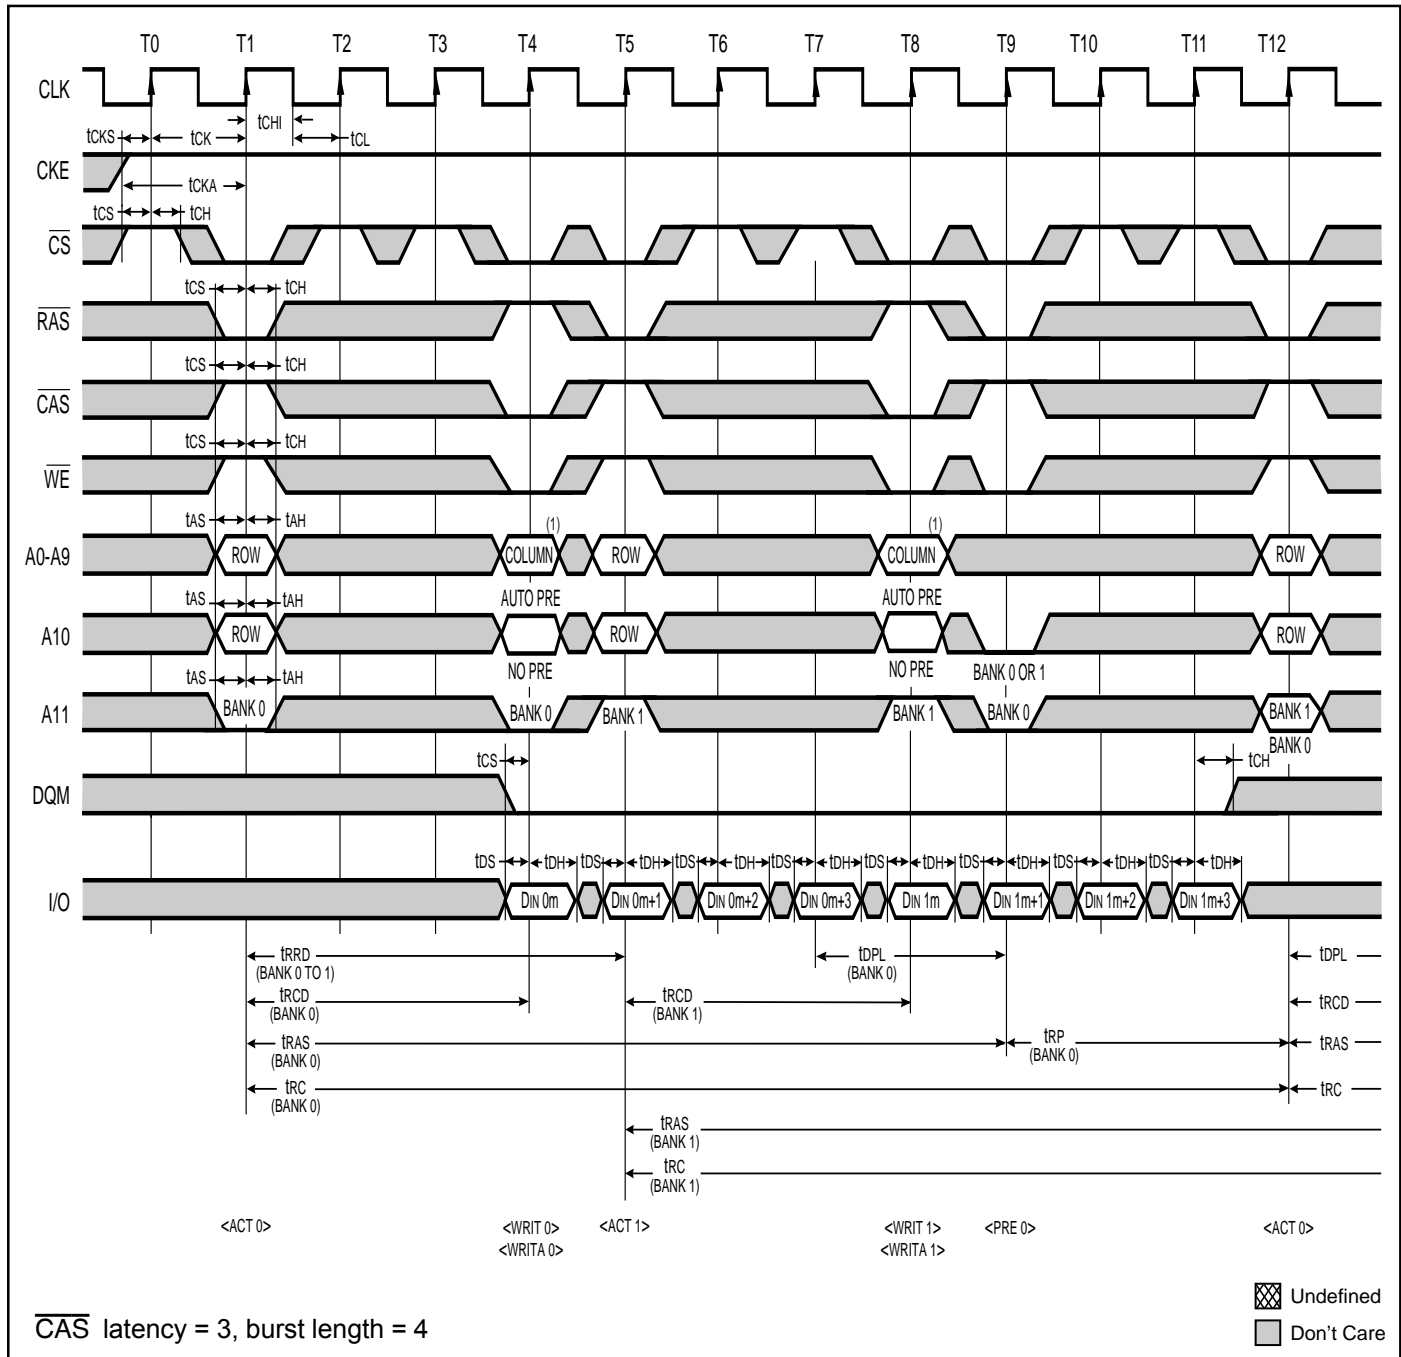 T0 T1 T2 T3 T4 T5 T6 T7 T8 T9 T10 T11 T12
CLK
tCHI
tCKS tCK tCL
CKE
tCKA
tCS tCH
CS
tCS tCH
RAS
tCS tCH
CAS
tCS tCH
WE
tAS tAH (1) (1)
A0-A9 ROW COLUMN ROW COLUMN ROW
tAS tAH AUTO PRE AUTO PRE
A10 ROW ROW ROW
tAS tAH NO PRE NO PRE BANK 0 OR 1
A11 BANK 0 BANK 0 BANK 1 BANK 1 BANK 0 BANK 1
BANK 0
tCS tCH
DQM
tDS tDH tDS tDH tDS tDH tDS tDH tDS tDH tDS tDH tDS tDH tDS tDH
I/O DIN 0m DIN 0m+1 DIN 0m+2 DIN 0m+3 DIN 1m DIN 1m+1 DIN 1m+2 DIN 1m+3
tRRD tDPL tDPL
(BANK 0 TO 1) (BANK 0)
tRCD tRCD tRCD
(BANK 0) (BANK 1)
tRAS tRP tRAS
(BANK 0) (BANK 0)
tRC tRC
(BANK 0)
tRAS
(BANK 1)
tRC
(BANK 1)
<ACT 0> <WRIT 0> <ACT 1> <WRIT 1> <PRE 0> <ACT 0>
<WRITA 0> <WRITA 1>
Undefined
CAS latency = 3, burst length = 4
Don't Care